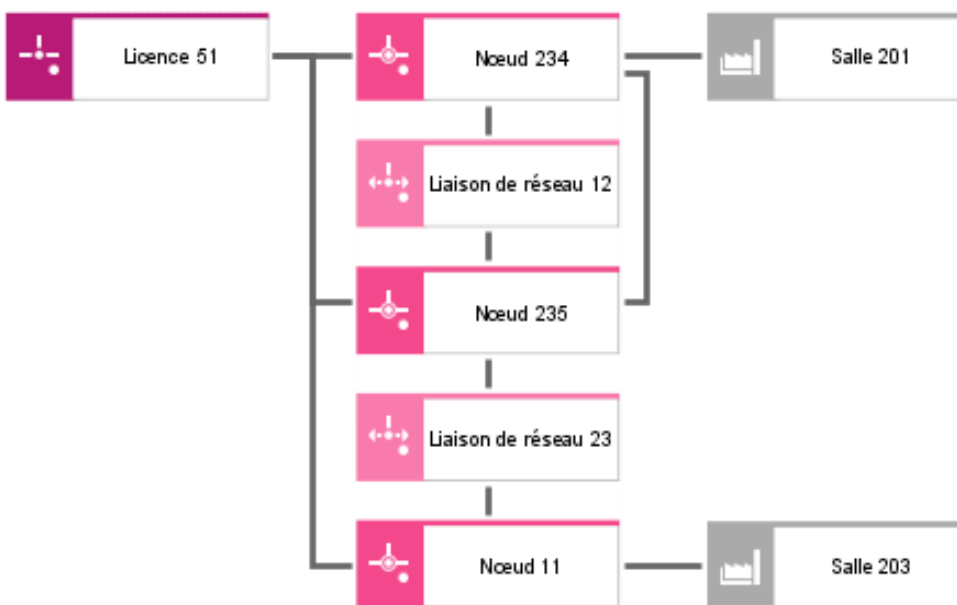 Licence 51
Nœud 234
Salle 201
Liaison de réseau 12
Nœud 235
Liaison de réseau 23
Nœud 11
Salle 203